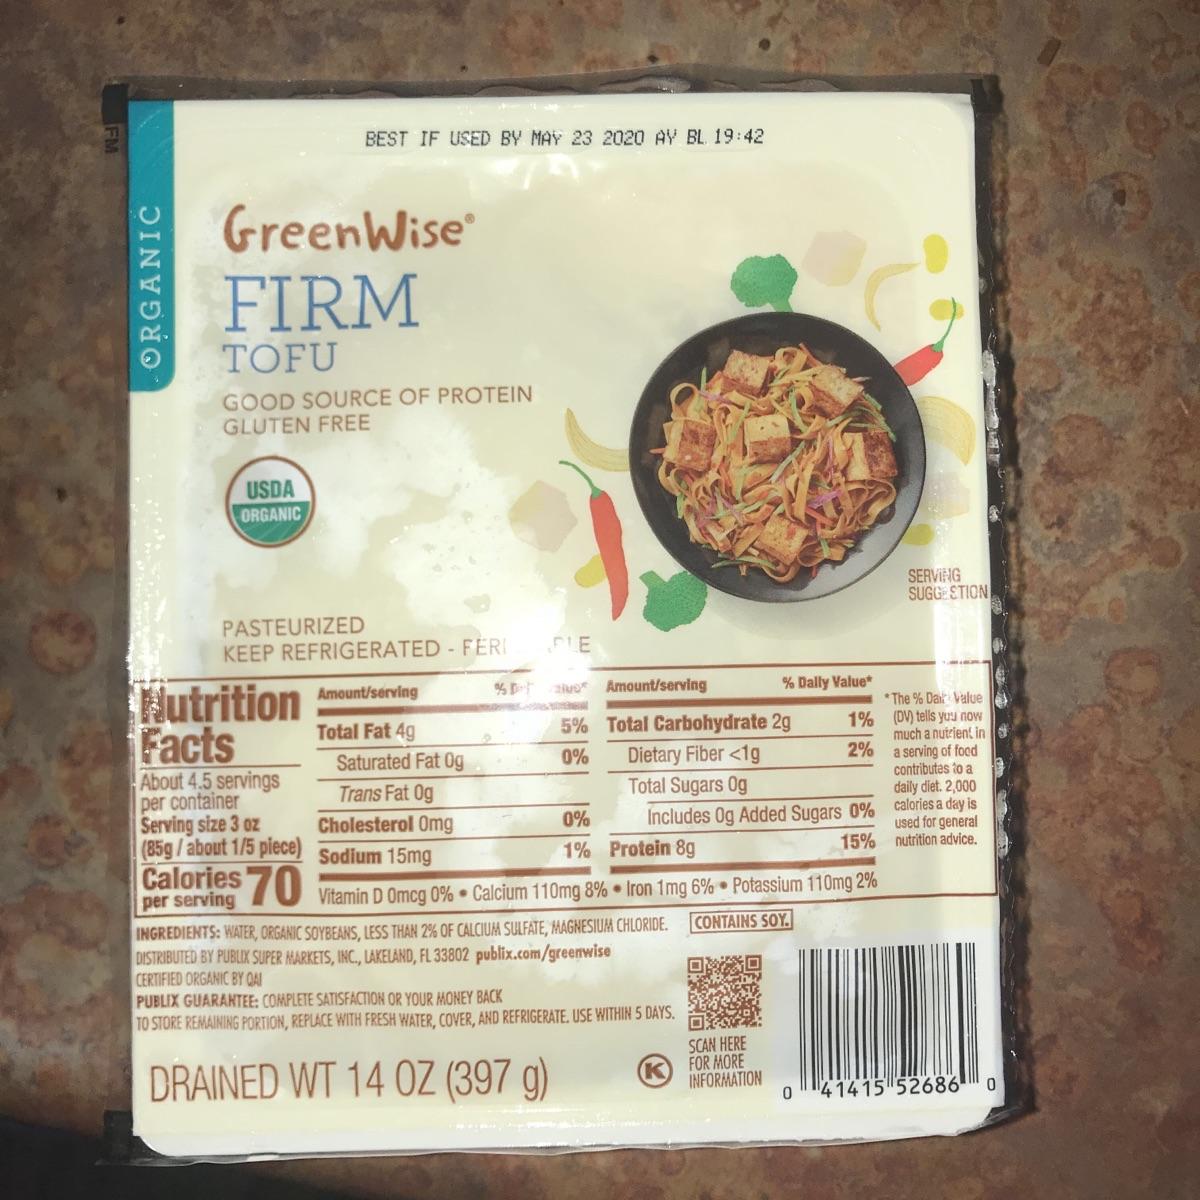 BEST IF USED BY MAY 23 2020 AY BL 19:42
FM
ORGANIC
GreenWise®
FIRM
TOFU
GOOD SOURCE OF PROTEIN
GLUTEN FREE
USDA
ORGANIC
SERVING
SUGGESTION
PASTEURIZED
KEEP REFRIGERATED -
Nutrition
Facts
About 4.5 servings
per container
Serving size 3 oz
(85g / about 1/5 piece)
Calories 70
per serving
Amount/serving %
Total Fat 4g 5%
Saturated Fat 0g 0%
Trans Fat 0g
Cholesterol 0mg 0%
Sodium 15mg 1%
Amount/serving % Daily Value*
Total Carbohydrate 2g 1%
Dietary Fiber <1g 2%
Total Sugars 0g
Includes 0g Added Sugars 0%
Protein 8g 15%
Vitamin D 0mcg 0% • Calcium 110mg 8% • Iron 1mg 6% • Potassium 110mg 2%
* The % Daily Value
(DV) tells you how
much a nutrient in
a serving of food
contributes to a
daily diet. 2,000
calories a day is
used for general
nutrition advice.
INGREDIENTS: WATER, ORGANIC SOYBEANS, LESS THAN 2% OF CALCIUM SULFATE, MAGNESIUM CHLORIDE.
CONTAINS SOY.
DISTRIBUTED BY PUBLIX SUPER MARKETS, INC., LAKELAND, FL 33802 publix.com/greenwise
CERTIFIED ORGANIC BY QAI
PUBLIX GUARANTEE: COMPLETE SATISFACTION OR YOUR MONEY BACK
TO STORE REMAINING PORTION, REPLACE WITH FRESH WATER, COVER, AND REFRIGERATE. USE WITHIN 5 DAYS.
DRAINED WT 14 OZ (397 g)
K
SCAN HERE
FOR MORE
INFORMATION
0 41415 52686 0